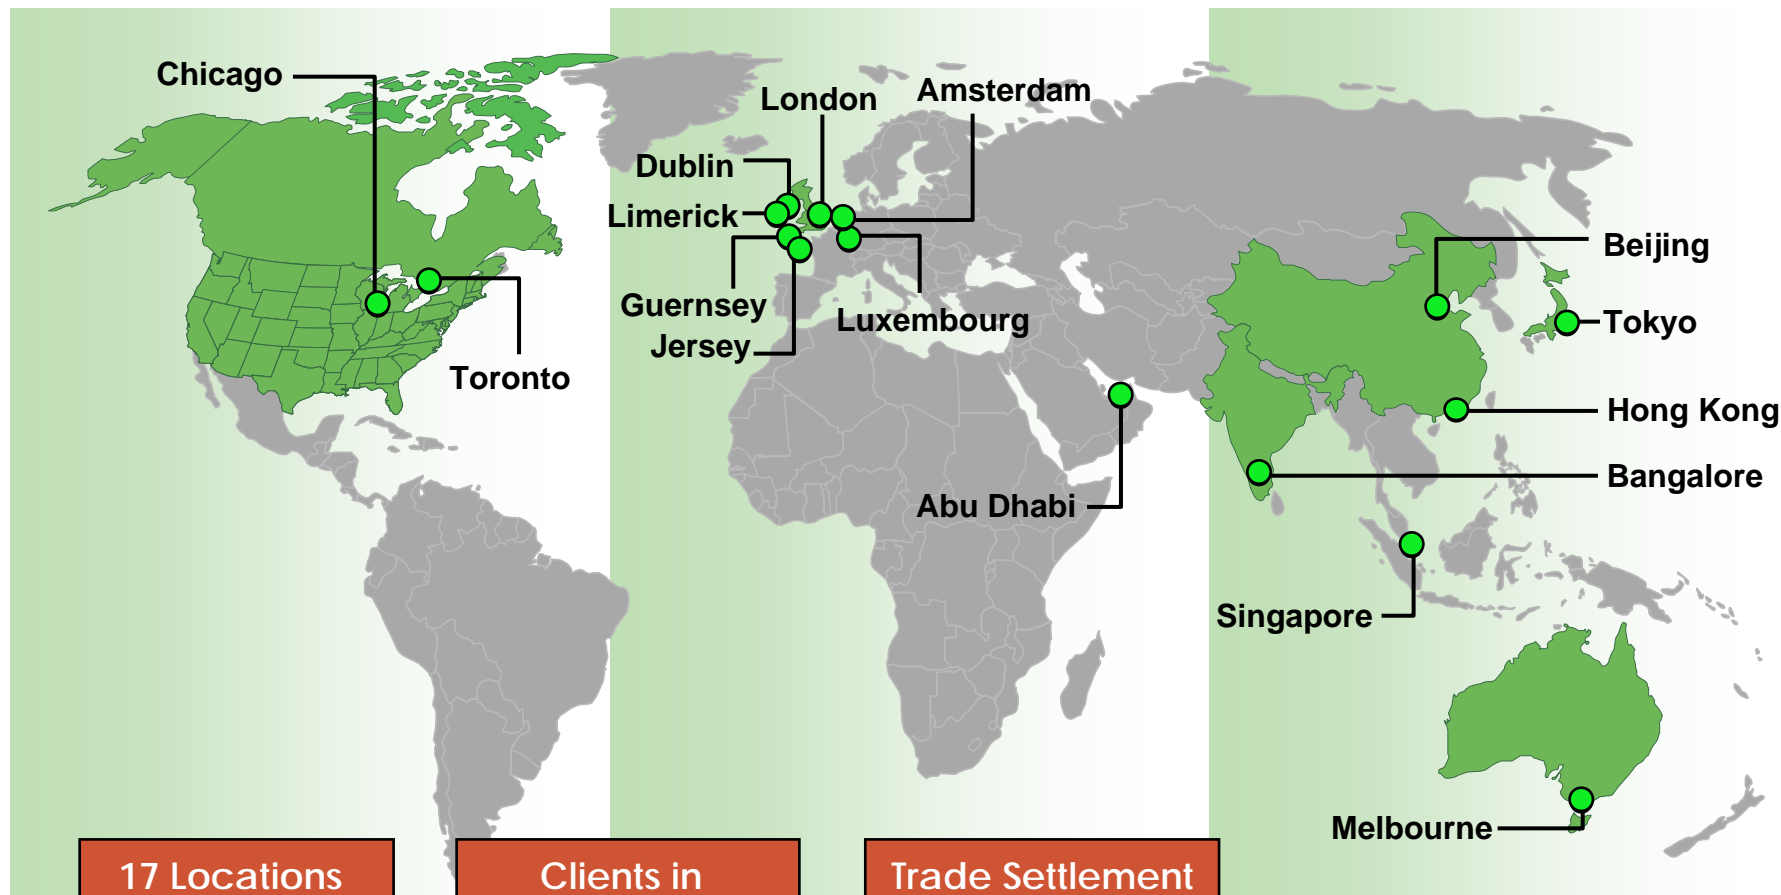 Chicago
London
Amsterdam
Dublin
Limerick
Beijing
Guernsey
Luxembourg
Tokyo
Jersey
Toronto
Hong Kong
Bangalore
Abu Dhabi
Singapore
Melbourne
17 Locations
Clients in
Trade Settlement